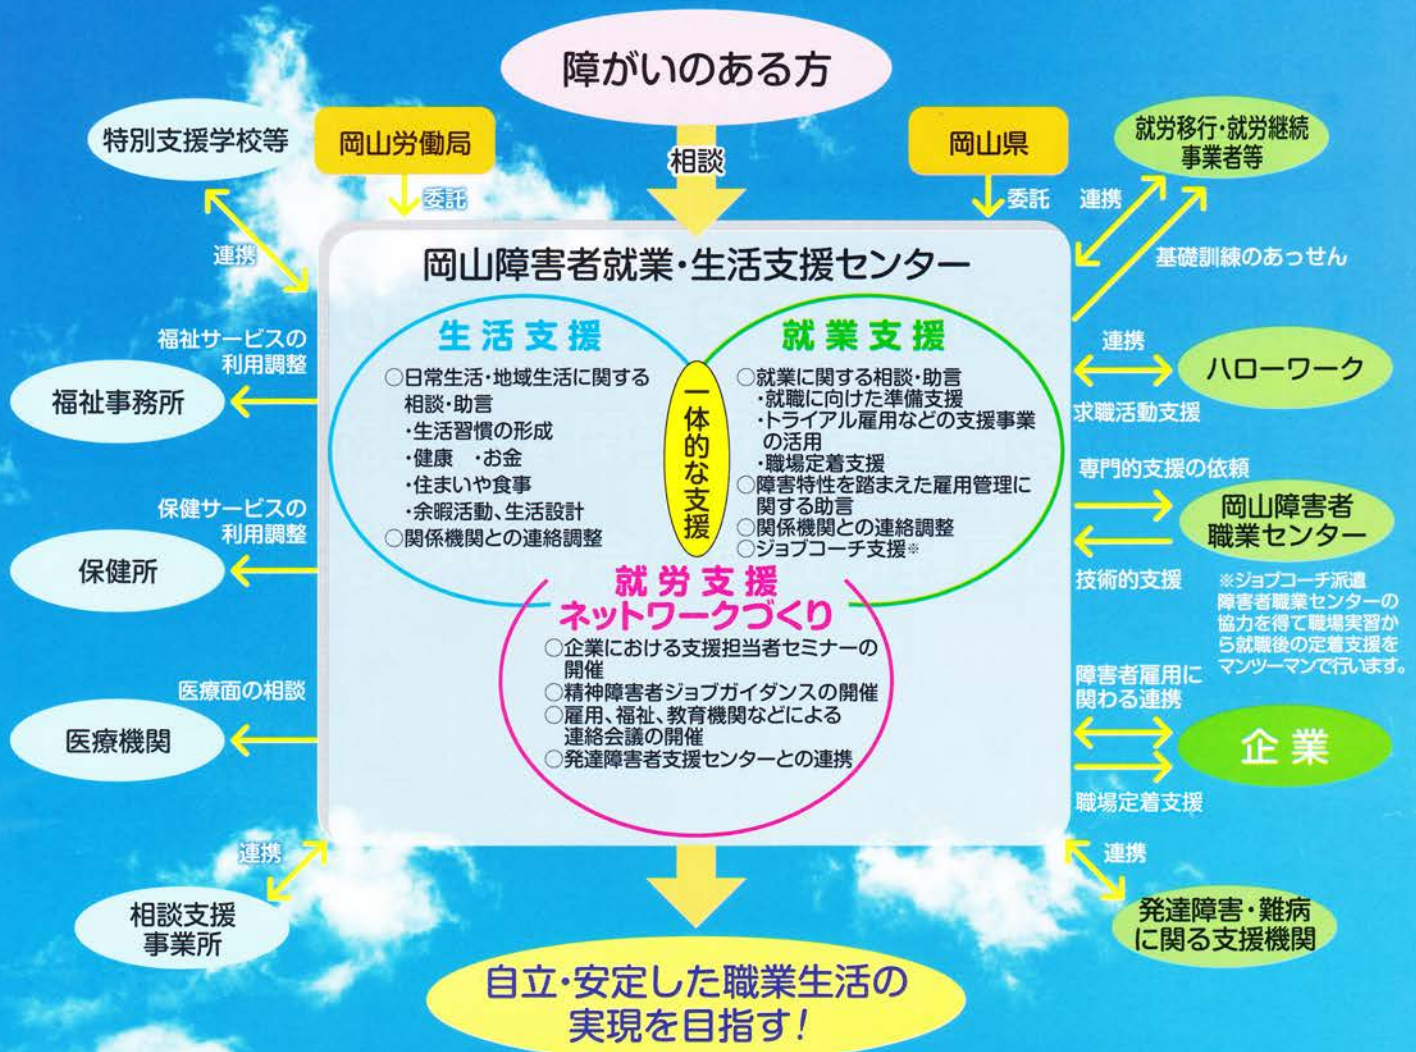 障がいのある方
特別支援学校等
岡山労働局
相談
岡山県
就労移行・就労継続
事業者等
委託
委託
連携
連携
基礎訓練のあっせん
岡山障害者就業・生活支援センター
生活支援
○日常生活・地域生活に関する
相談・助言
・生活習慣の形成
・健康　・お金
・住まいや食事
・余暇活動、生活設計
○関係機関との連絡調整
一体的な支援
就業支援
○就業に関する相談・助言
・就職に向けた準備支援
・トライアル雇用などの支援事業
の活用
・職場定着支援
○障害特性を踏まえた雇用管理に
関する助言
○関係機関との連絡調整
○ジョブコーチ支援※
就労支援
ネットワークづくり
○企業における支援担当者セミナーの
開催
○精神障害者ジョブガイダンスの開催
○雇用、福祉、教育機関などによる
連絡会議の開催
○発達障害者支援センターとの連携
福祉サービスの
利用調整
福祉事務所
保健サービスの
利用調整
保健所
医療面の相談
医療機関
連携
相談支援
事業所
連携
ハローワーク
求職活動支援
専門的支援の依頼
岡山障害者
職業センター
技術的支援
※ジョブコーチ派遣
障害者職業センターの
協力を得て職場実習か
ら就職後の定着支援を
マンツーマンで行います。
障害者雇用に
関わる連携
企業
職場定着支援
連携
発達障害・難病
に関る支援機関
自立・安定した職業生活の
実現を目指す！